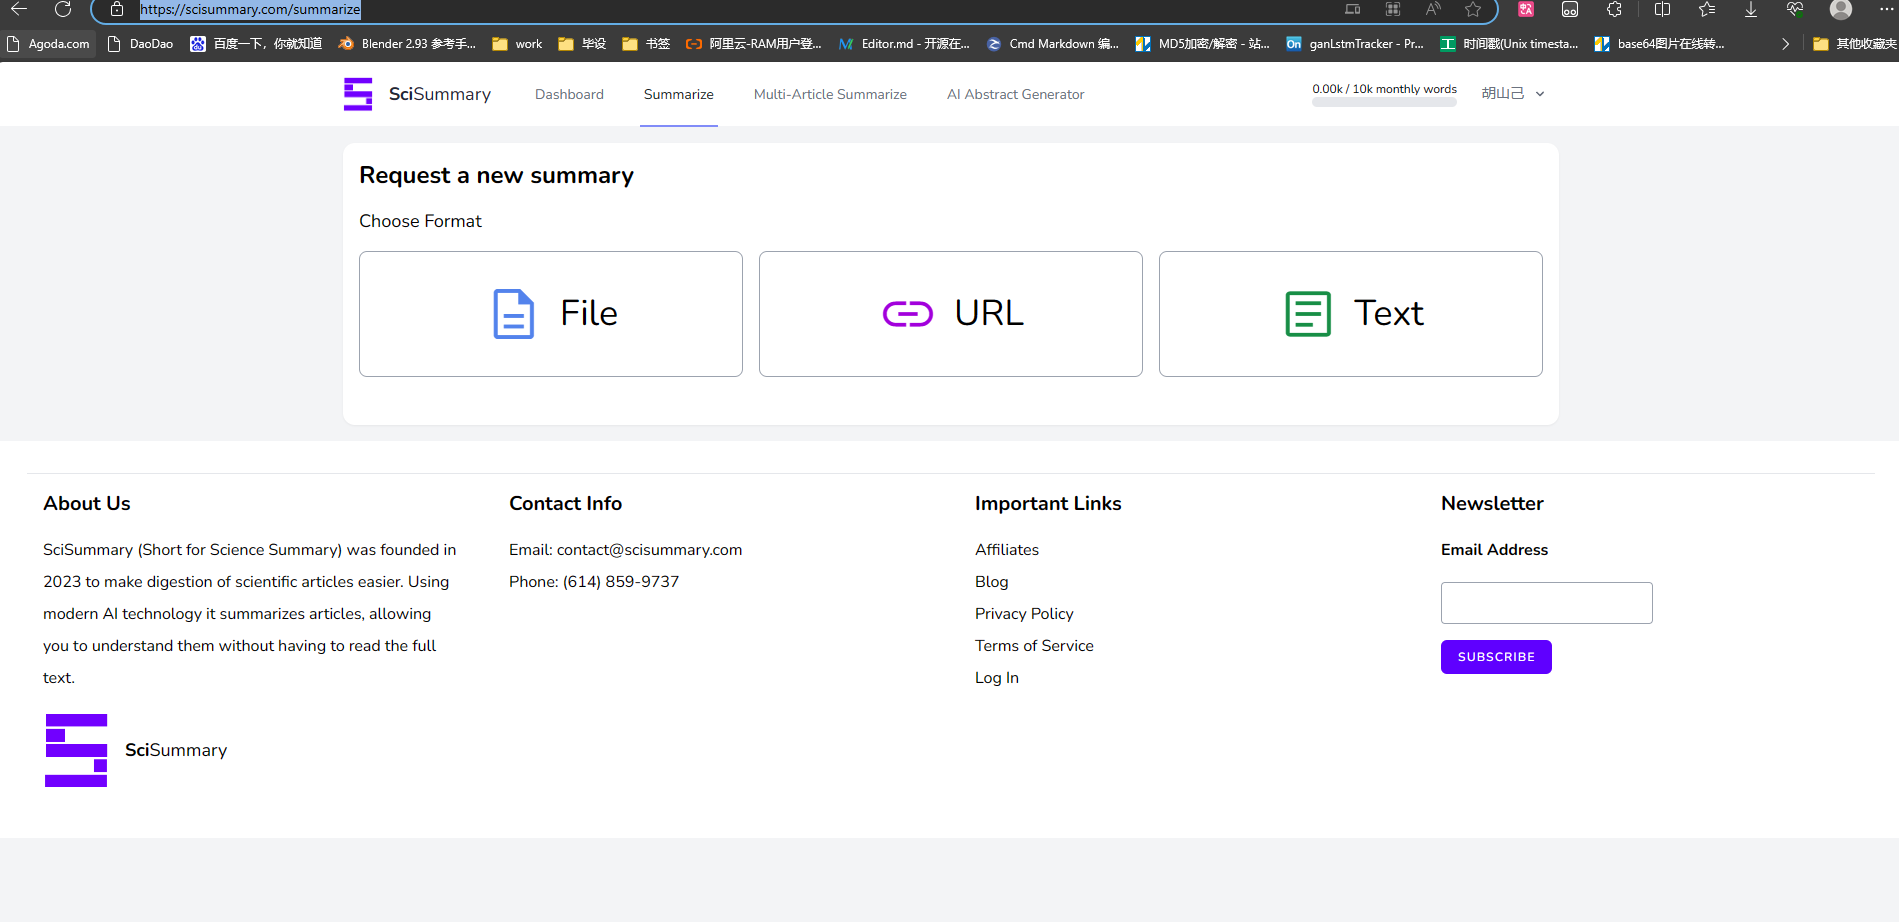 https://scisummary.com/summarize
Agoda.com
DaoDao
百度一下，你就知道
Blender 2.93 参考手...
work
毕设
书签
阿里云-RAM用户登...
Editor.md - 开源在...
Cmd Markdown 编...
MD5加密/解密 - 站...
ganLstmTracker - Pr...
时间戳(Unix timesta...
base64图片在线转...
其他收藏夹
SciSummary
Dashboard
Summarize
Multi-Article Summarize
AI Abstract Generator
0.00k / 10k monthly words
胡山己
Request a new summary
Choose Format
File
URL
Text
About Us
SciSummary (Short for Science Summary) was founded in
2023 to make digestion of scientific articles easier. Using
modern AI technology it summarizes articles, allowing
you to understand them without having to read the full
text.
SciSummary
Contact Info
Email: contact@scisummary.com
Phone: (614) 859-9737
Important Links
Affiliates
Blog
Privacy Policy
Terms of Service
Log In
Newsletter
Email Address
SUBSCRIBE